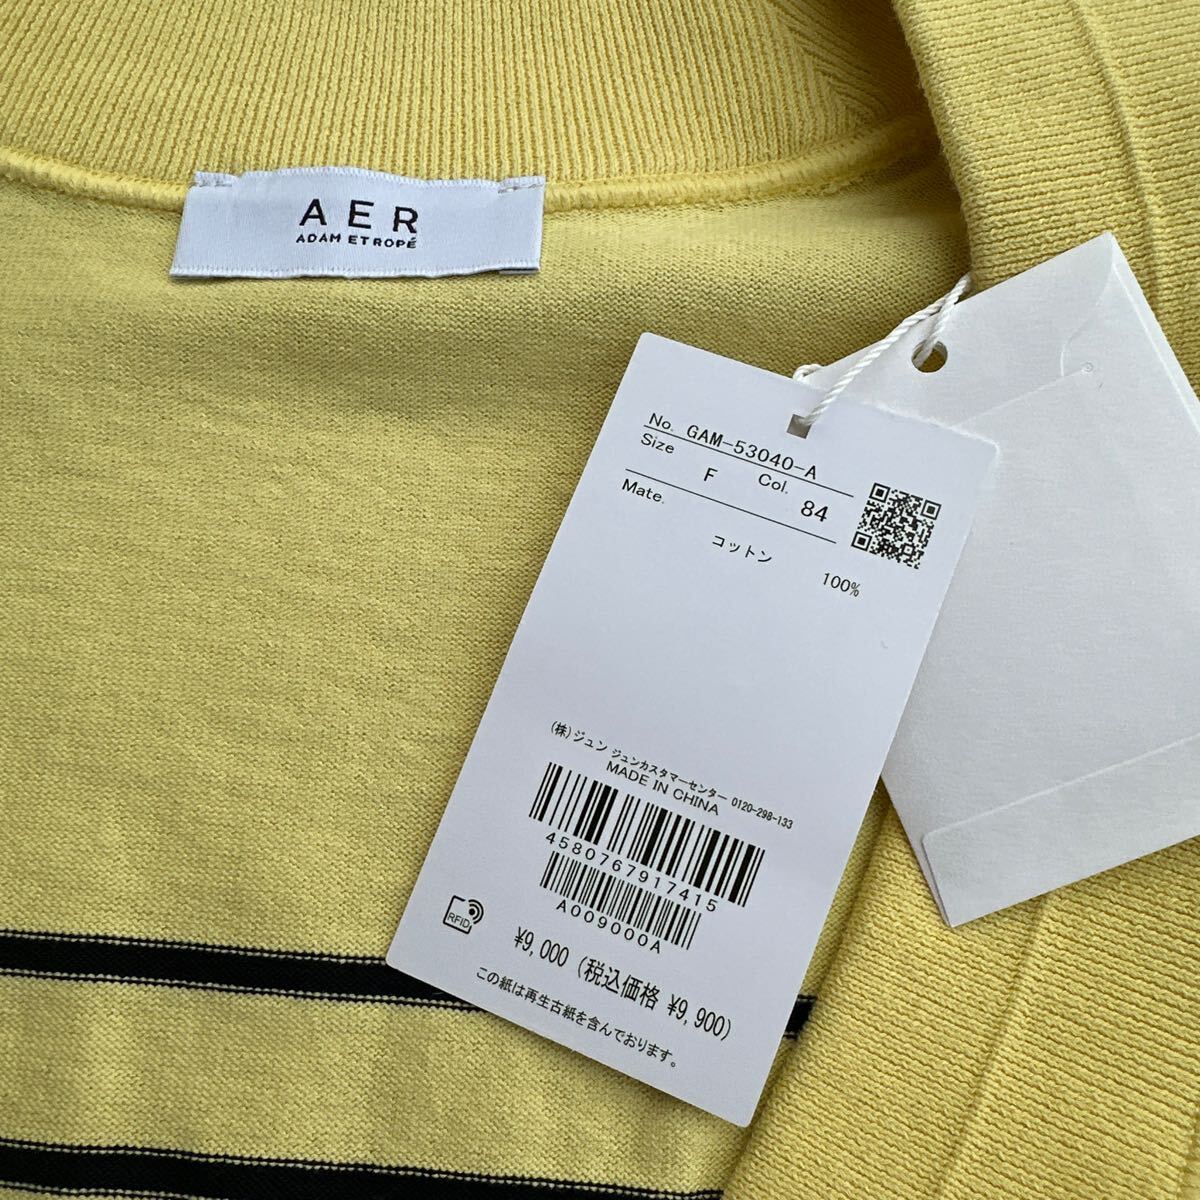 AER
ADAM ET ROPÉ
No. GAM-53040-A
Size F Col. 84
Mate.
コットン 100%
(株)ジュン ジュンカスタマーセンター 0120-298-133
MADE IN CHINA
4580767917415
A009000A
RFID
¥9,000 (税込価格 ¥9,900)
この紙は再生古紙を含んでおります。